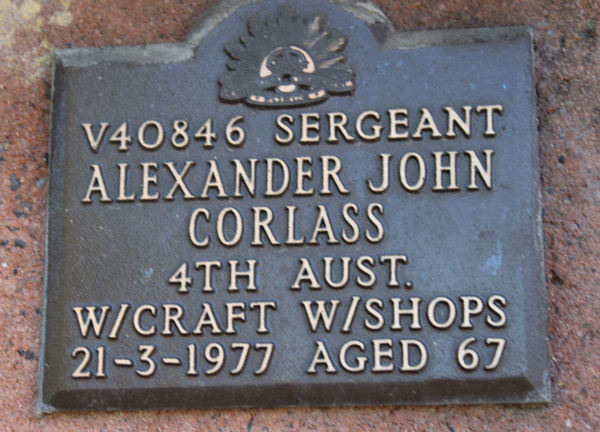 V40846 SERGEANT
ALEXANDER JOHN
CORLASS
4TH AUST.
W/CRAFT W/SHOPS
21-3-1977 AGED 67